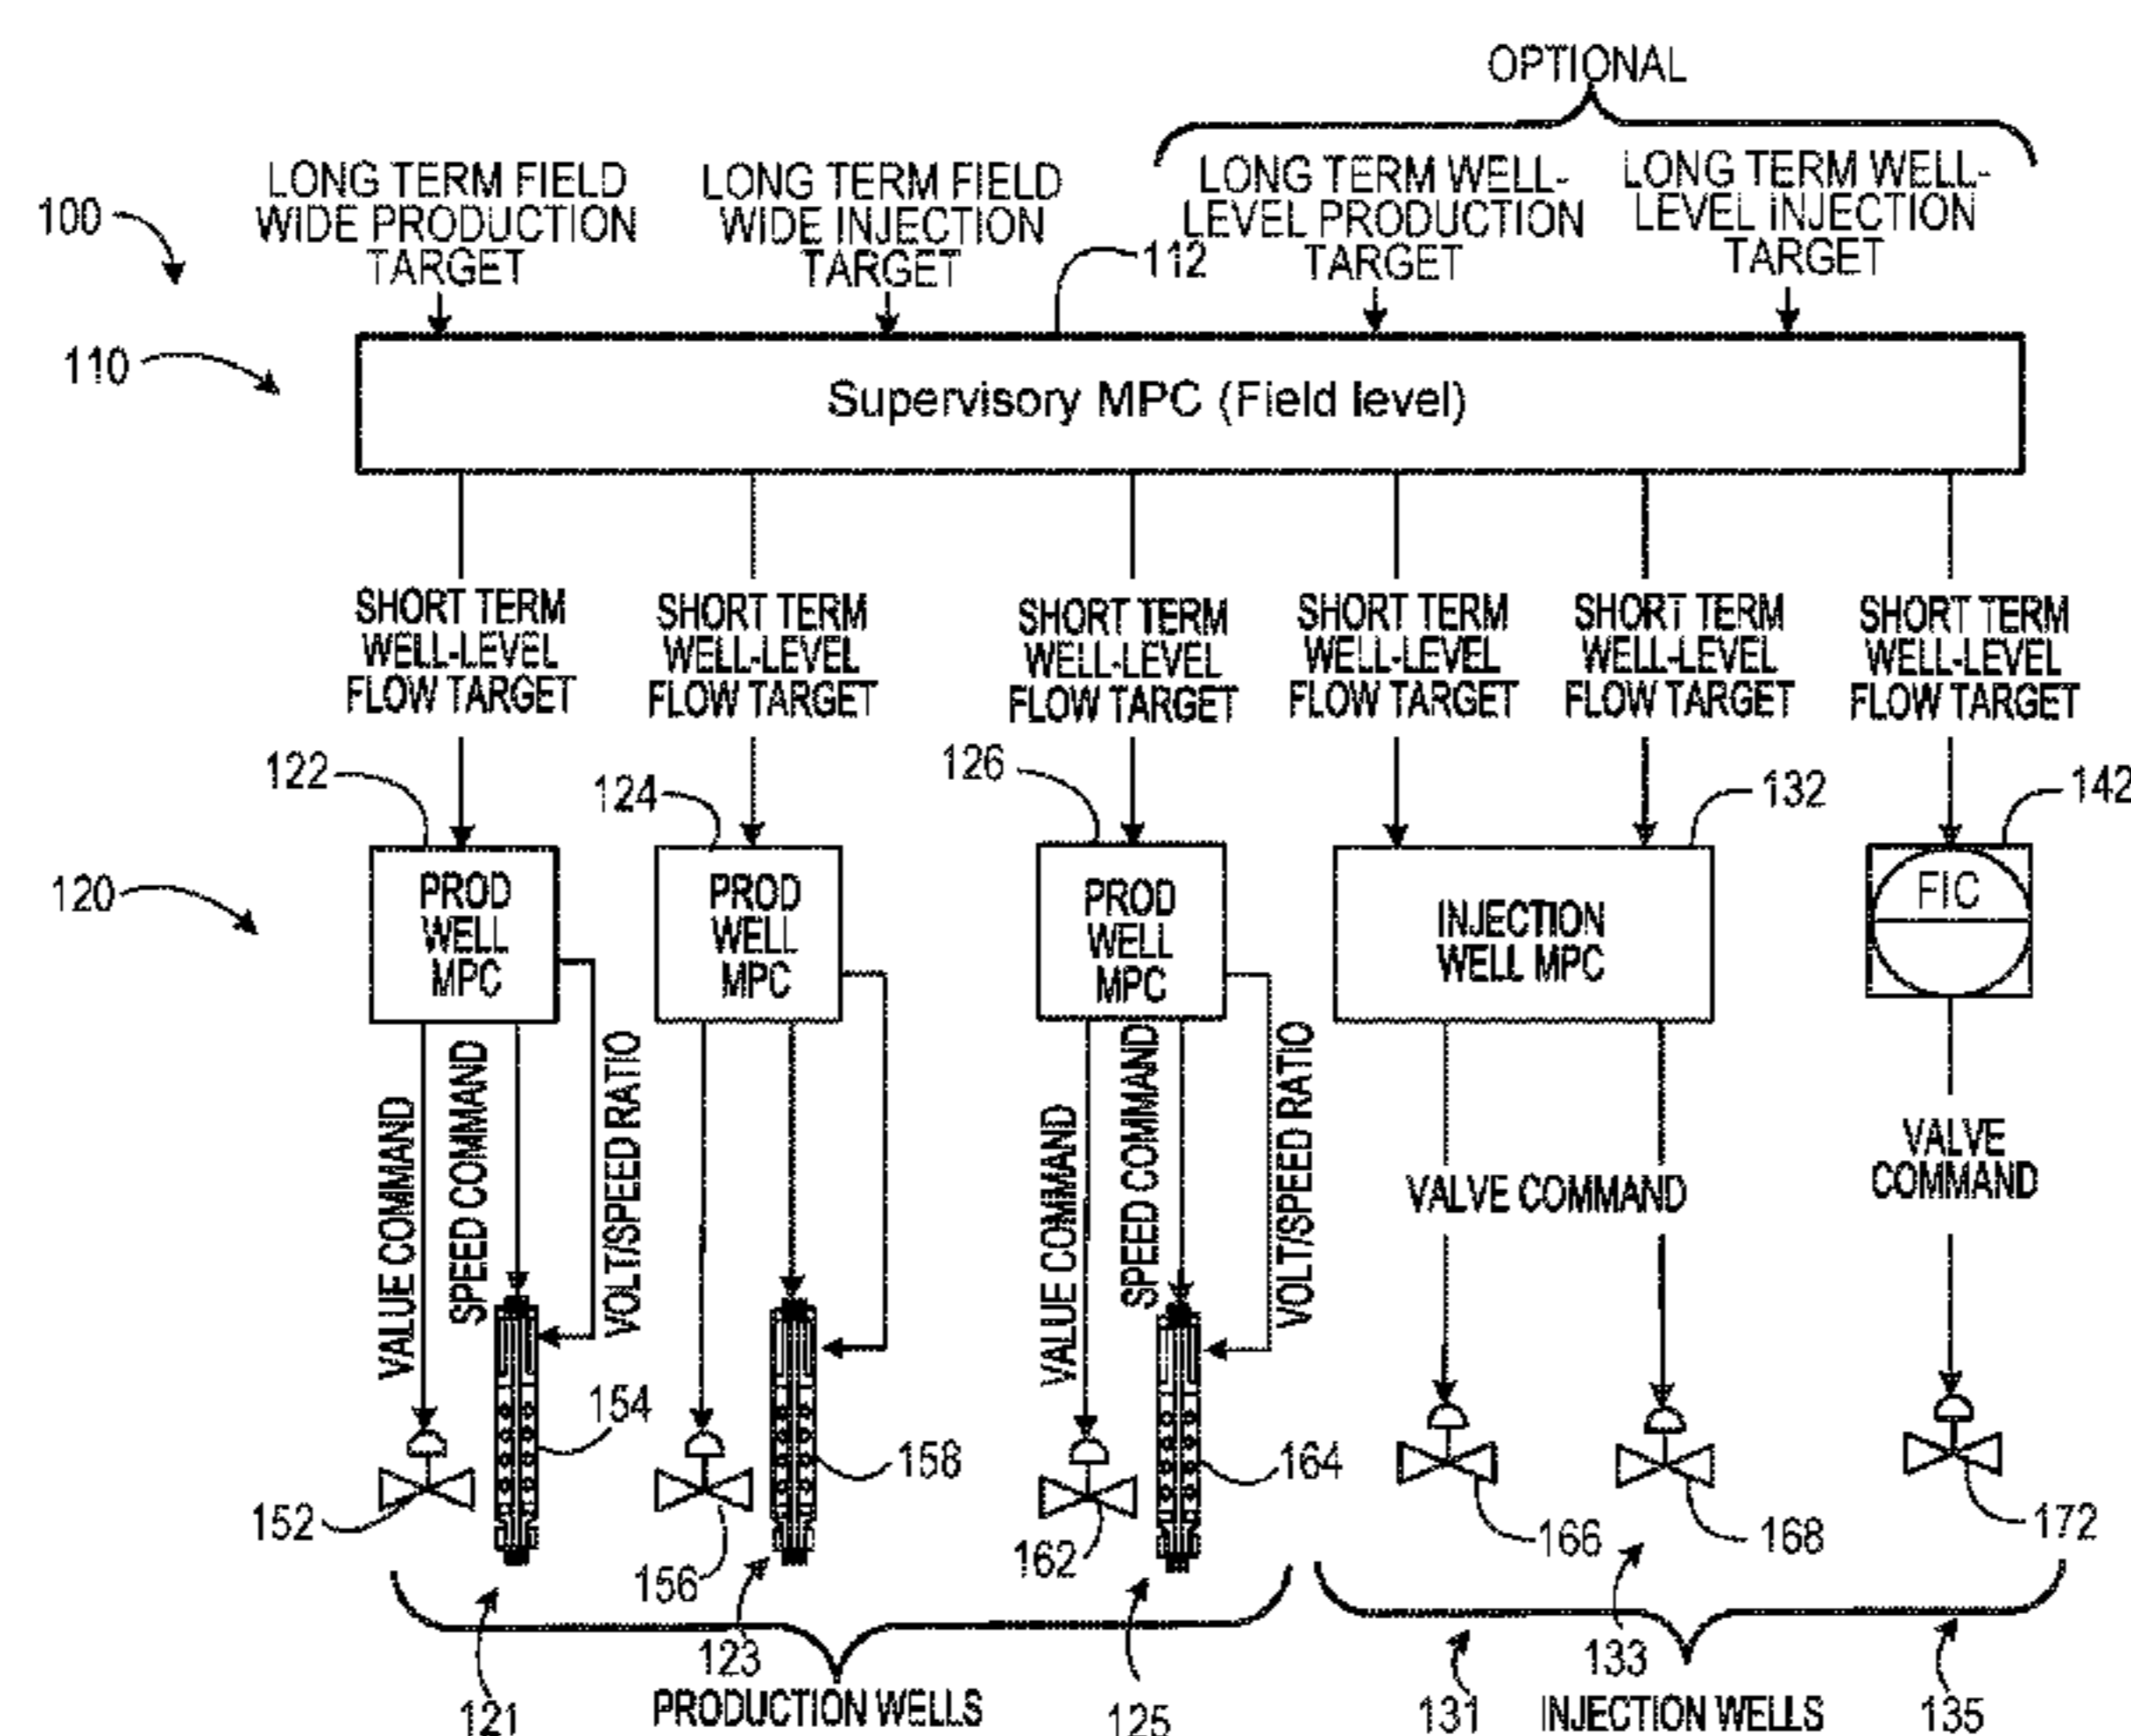 OPTIONAL
LONG TERM FIELD
WIDE PRODUCTION
TARGET
LONG TERM FIELD
WIDE INJECTION
TARGET
LONG TERM WELL-
LEVEL PRODUCTION
TARGET
LONG TERM WELL-
LEVEL INJECTION
TARGET
100
112
110
Supervisory MPC (Field level)
SHORT TERM
WELL-LEVEL
FLOW TARGET
SHORT TERM
WELL-LEVEL
FLOW TARGET
SHORT TERM
WELL-LEVEL
FLOW TARGET
SHORT TERM
WELL-LEVEL
FLOW TARGET
SHORT TERM
WELL-LEVEL
FLOW TARGET
SHORT TERM
WELL-LEVEL
FLOW TARGET
122
124
126
132
142
120
PROD
WELL
MPC
PROD
WELL
MPC
PROD
WELL
MPC
INJECTION
WELL MPC
FIC
VALUE COMMAND
SPEED COMMAND
VOLT/SPEED RATIO
VALUE COMMAND
SPEED COMMAND
VOLT/SPEED RATIO
VALVE COMMAND
VALVE
COMMAND
152
154
156
158
162
164
166
168
172
121
123
PRODUCTION WELLS
125
131
133
INJECTION WELLS
135